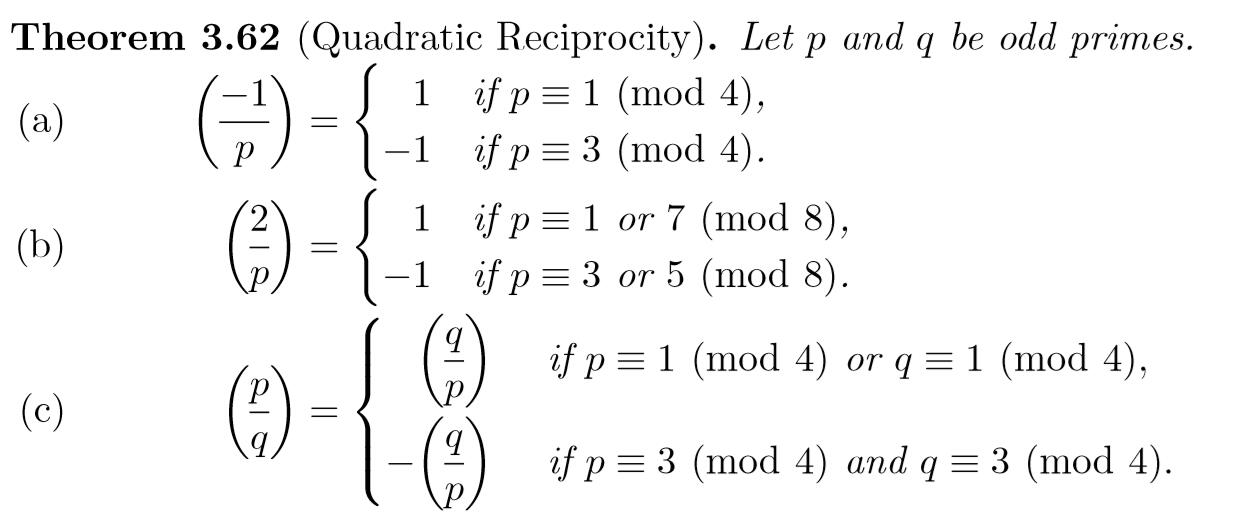 Theorem 3.62 (Quadratic Reciprocity). Let p and q be odd primes.
(a) (−1/p) = { 1 if p ≡ 1 (mod 4),
−1 if p ≡ 3 (mod 4).
(b) (2/p) = { 1 if p ≡ 1 or 7 (mod 8),
−1 if p ≡ 3 or 5 (mod 8).
(c) (p/q) = { (q/p) if p ≡ 1 (mod 4) or q ≡ 1 (mod 4),
−(q/p) if p ≡ 3 (mod 4) and q ≡ 3 (mod 4).